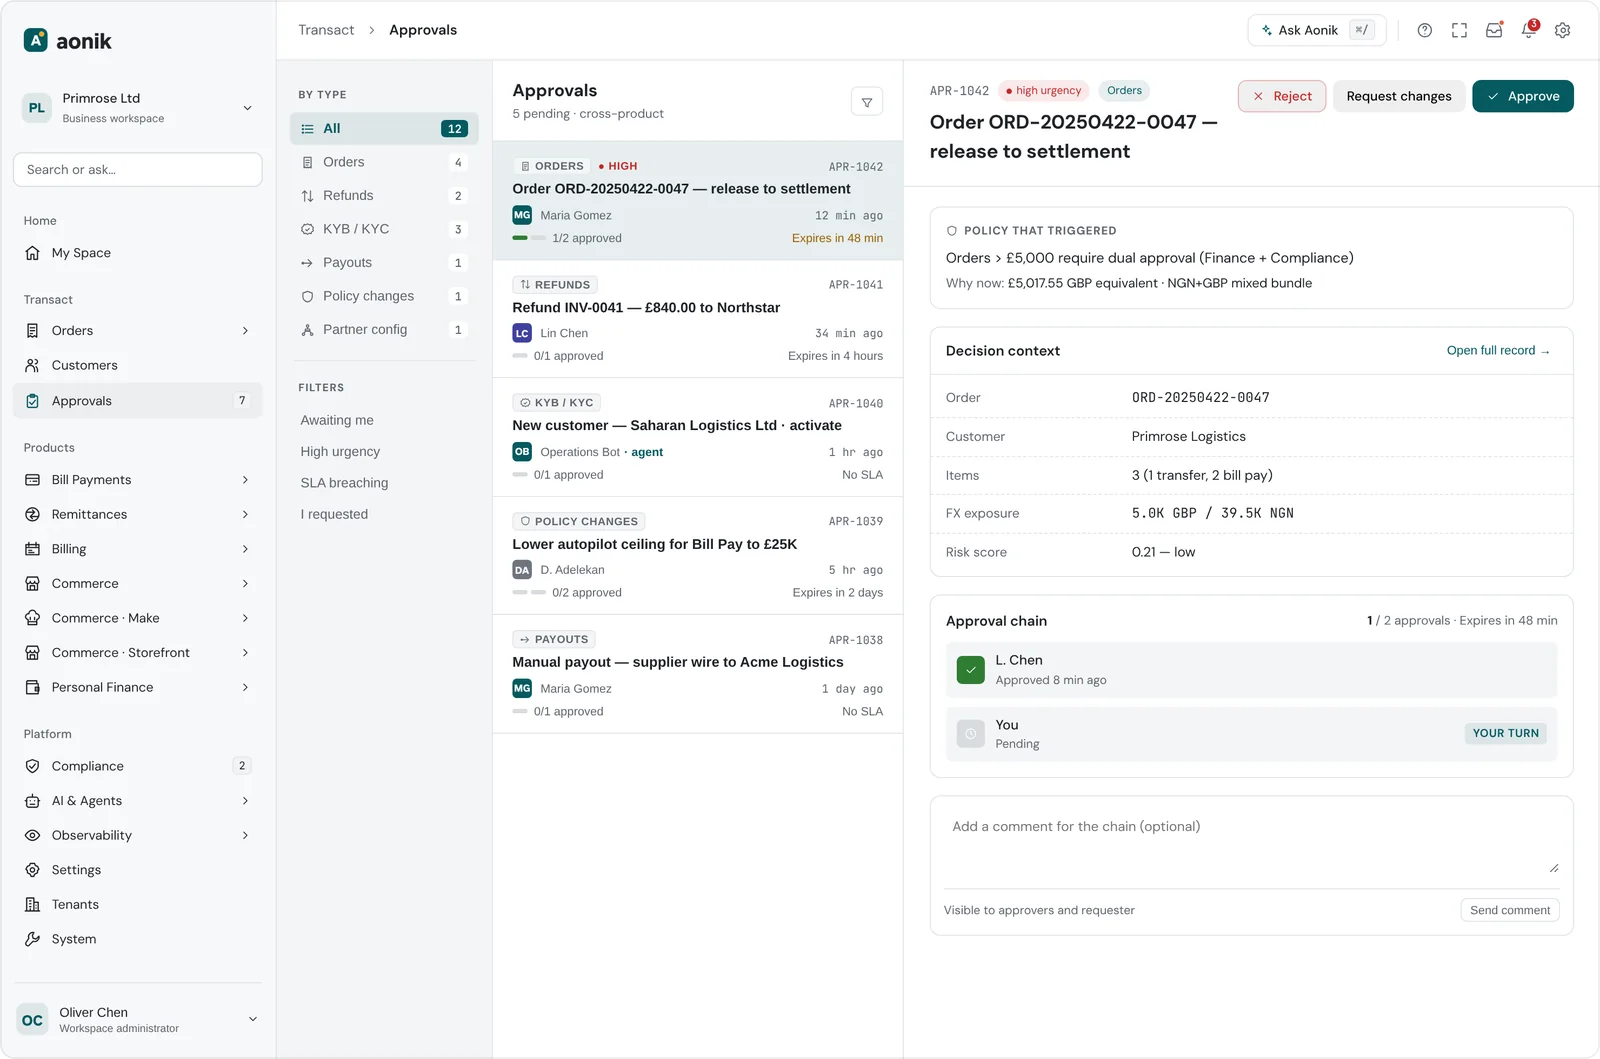 aonik
PL
Primrose Ltd
Business workspace
Search or ask...
Home
My Space
Transact
Orders
Customers
Approvals 7
Products
Bill Payments
Remittances
Billing
Commerce
Commerce · Make
Commerce · Storefront
Personal Finance
Platform
Compliance 2
AI & Agents
Observability
Settings
Tenants
System
OC
Oliver Chen
Workspace administrator
Transact > Approvals
Ask Aonik ⌘/
3
BY TYPE
All 12
Orders 4
Refunds 2
KYB / KYC 3
Payouts 1
Policy changes 1
Partner config 1
FILTERS
Awaiting me
High urgency
SLA breaching
I requested
Approvals
5 pending · cross-product
ORDERS • HIGH APR-1042
Order ORD-20250422-0047 — release to settlement
MG Maria Gomez 12 min ago
1/2 approved Expires in 48 min
REFUNDS APR-1041
Refund INV-0041 — £840.00 to Northstar
LC Lin Chen 34 min ago
0/1 approved Expires in 4 hours
KYB / KYC APR-1040
New customer — Saharan Logistics Ltd · activate
OB Operations Bot · agent 1 hr ago
0/1 approved No SLA
POLICY CHANGES APR-1039
Lower autopilot ceiling for Bill Pay to £25K
DA D. Adelekan 5 hr ago
0/2 approved Expires in 2 days
PAYOUTS APR-1038
Manual payout — supplier wire to Acme Logistics
MG Maria Gomez 1 day ago
0/1 approved No SLA
APR-1042 • high urgency Orders
Order ORD-20250422-0047 —
release to settlement
Reject Request changes Approve
POLICY THAT TRIGGERED
Orders > £5,000 require dual approval (Finance + Compliance)
Why now: £5,017.55 GBP equivalent · NGN+GBP mixed bundle
Decision context Open full record →
Order ORD-20250422-0047
Customer Primrose Logistics
Items 3 (1 transfer, 2 bill pay)
FX exposure 5.0K GBP / 39.5K NGN
Risk score 0.21 — low
Approval chain 1 / 2 approvals · Expires in 48 min
L. Chen
Approved 8 min ago
You
Pending
YOUR TURN
Add a comment for the chain (optional)
Visible to approvers and requester Send comment